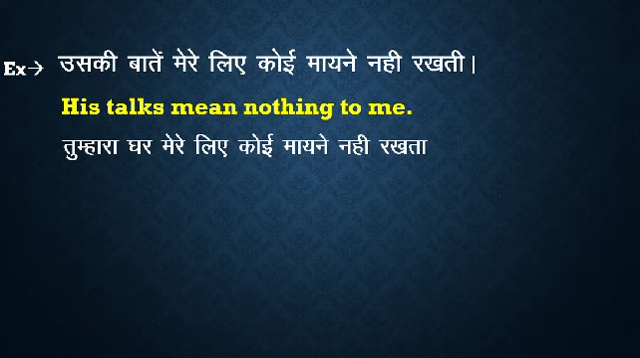 Ex→ उसकी बातें मेरे लिए कोई मायने नही रखती|
His talks mean nothing to me.
तुम्हारा घर मेरे लिए कोई मायने नही रखता